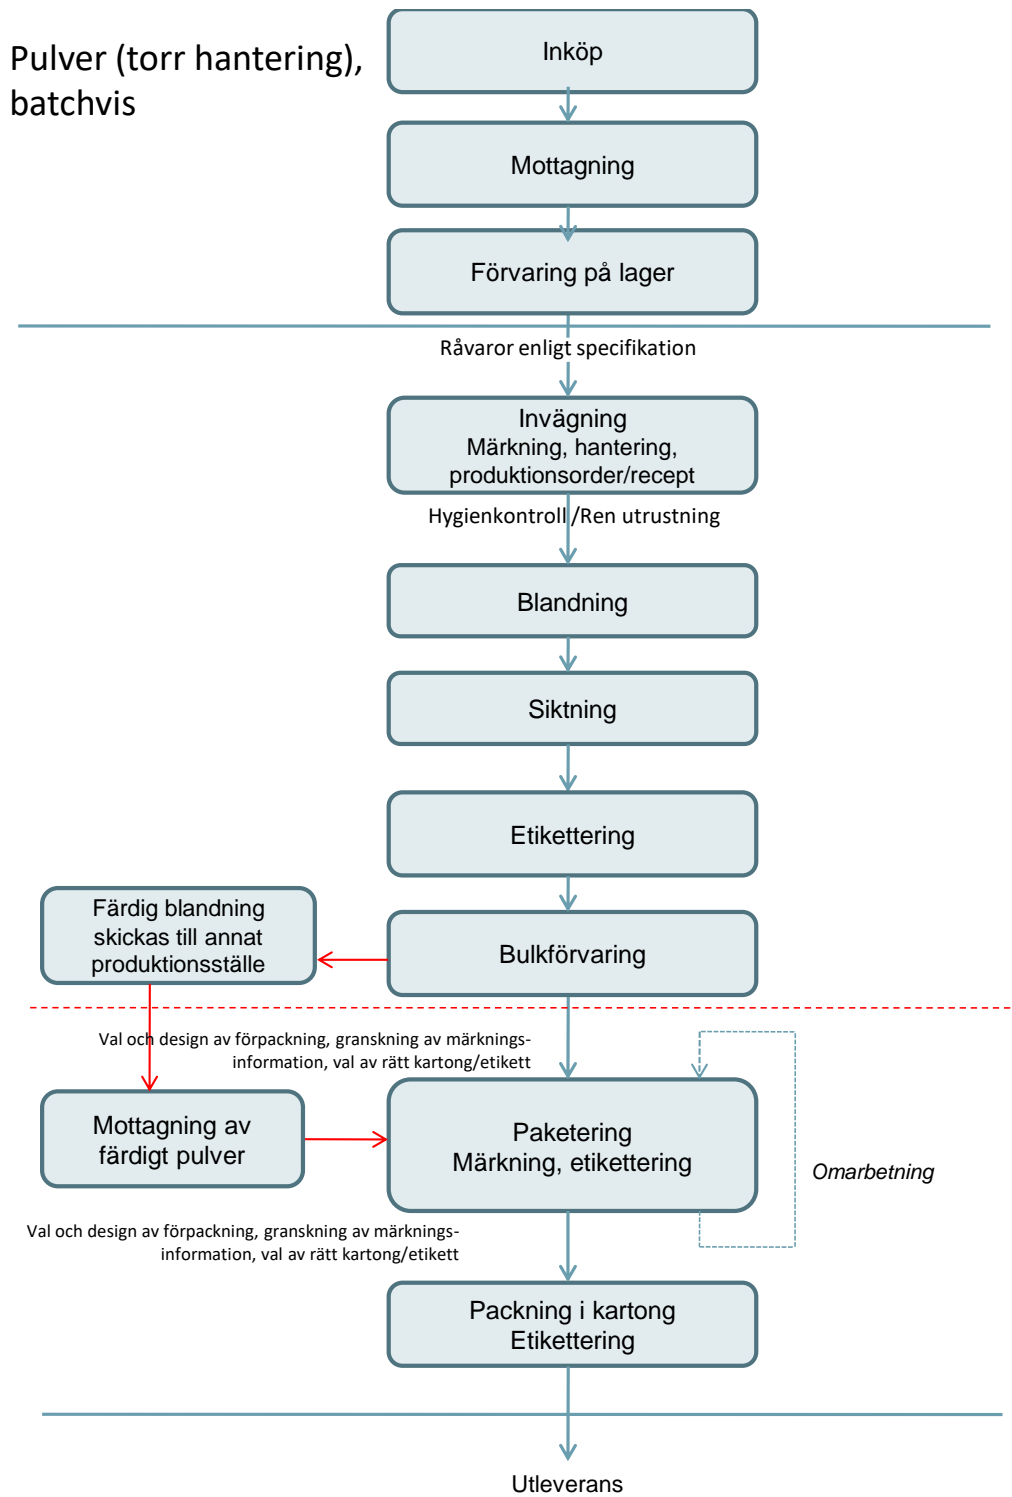 Pulver (torr hantering),
batchvis
Inköp
Mottagning
Förvaring på lager
Råvaror enligt specifikation
Invägning
Märkning, hantering,
produktionsorder/recept
Hygienkontroll /Ren utrustning
Blandning
Siktning
Etikettering
Färdig blandning
skickas till annat
produktionsställe
Bulkförvaring
Val och design av förpackning, granskning av märknings-
information, val av rätt kartong/etikett
Mottagning av
färdigt pulver
Paketering
Märkning, etikettering
Omarbetning
Val och design av förpackning, granskning av märknings-
information, val av rätt kartong/etikett
Packning i kartong
Etikettering
Utleverans